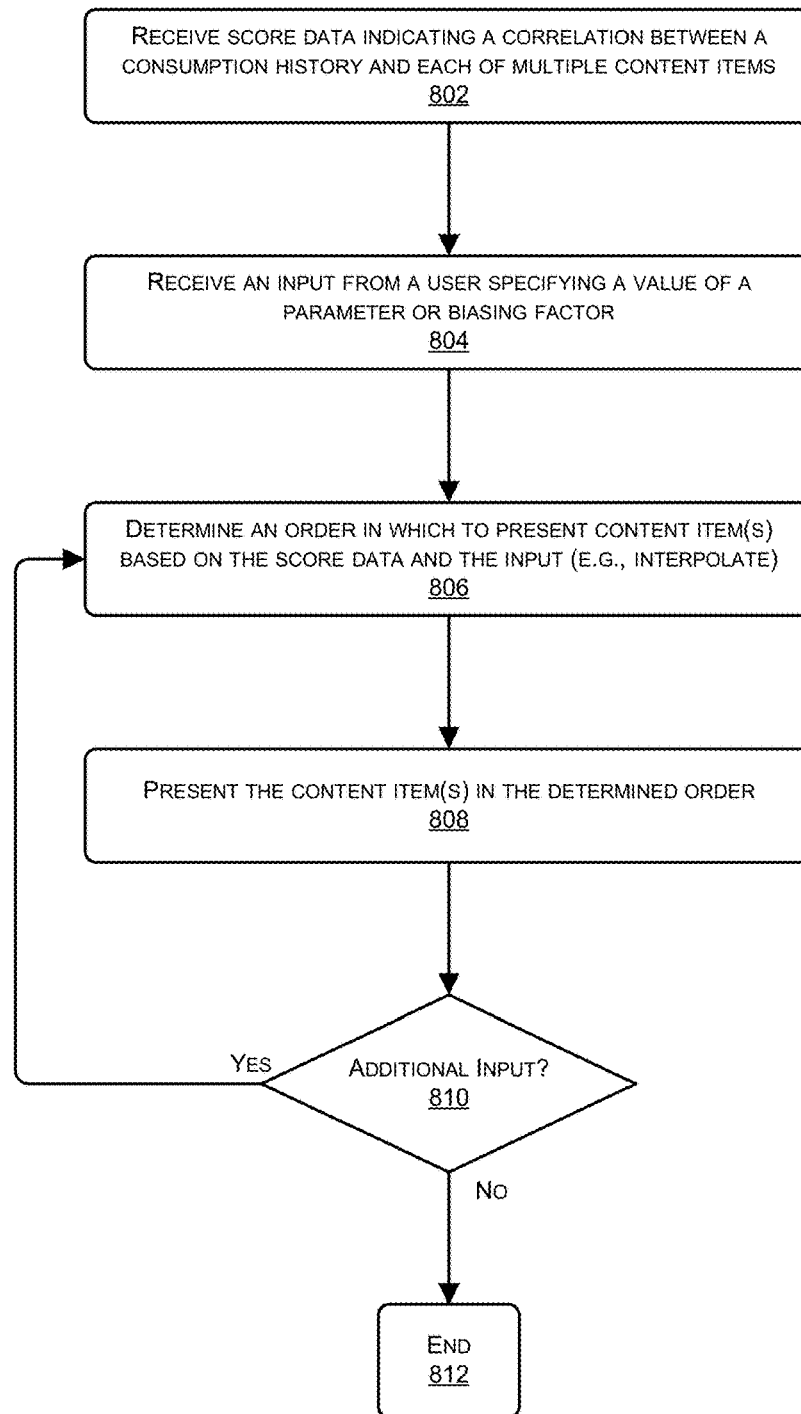 RECEIVE SCORE DATA INDICATING A CORRELATION BETWEEN A
CONSUMPTION HISTORY AND EACH OF MULTIPLE CONTENT ITEMS
802
RECEIVE AN INPUT FROM A USER SPECIFYING A VALUE OF A
PARAMETER OR BIASING FACTOR
804
DETERMINE AN ORDER IN WHICH TO PRESENT CONTENT ITEM(S)
BASED ON THE SCORE DATA AND THE INPUT (E.G., INTERPOLATE)
806
PRESENT THE CONTENT ITEM(S) IN THE DETERMINED ORDER
808
YES
ADDITIONAL INPUT?
810
NO
END
812